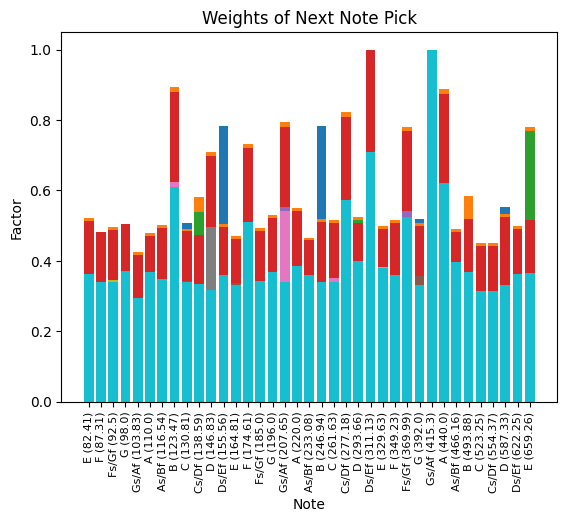 Weights of Next Note Pick
Factor
1.0
0.8
0.6
0.4
0.2
0.0
E (82.41)
F (87.31)
Fs/Gf (92.5)
G (98.0)
Gs/Af (103.83)
A (110.0)
As/Bf (116.54)
B (123.47)
C (130.81)
Cs/Df (138.59)
D (146.83)
Ds/Ef (155.56)
E (164.81)
F (174.61)
Fs/Gf (185.0)
G (196.0)
Gs/Af (207.65)
A (220.0)
As/Bf (233.08)
B (246.94)
C (261.63)
Cs/Df (277.18)
D (293.66)
Ds/Ef (311.13)
E (329.63)
F (349.23)
Fs/Gf (369.99)
G (392.0)
Gs/Af (415.3)
A (440.0)
As/Bf (466.16)
B (493.88)
C (523.25)
Cs/Df (554.37)
D (587.33)
Ds/Ef (622.25)
E (659.26)
Note